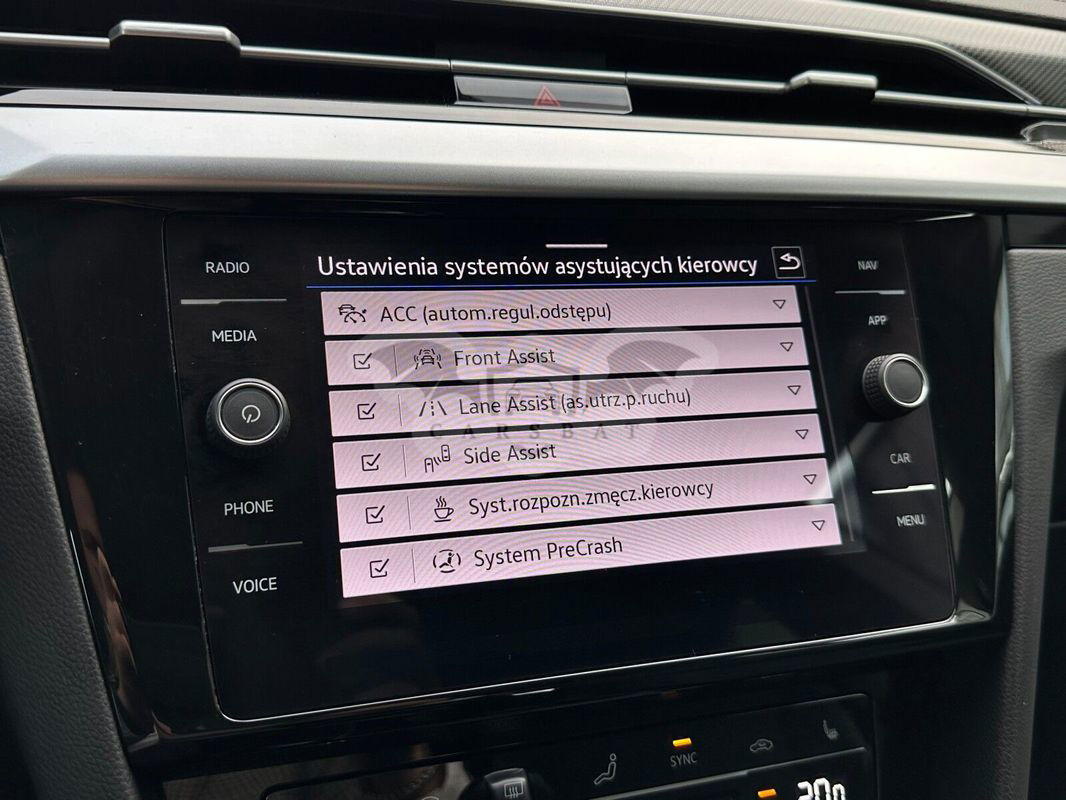 RADIO
MEDIA
PHONE
VOICE
Ustawienia systemów asystujących kierowcy
ACC (autom.regul.odstępu)
Front Assist
Lane Assist (as.utrz.p.ruchu)
CARSBAT
Side Assist
Syst.rozpozn.zmęcz.kierowcy
System PreCrash
NAV
APP
CAR
MENU
SYNC